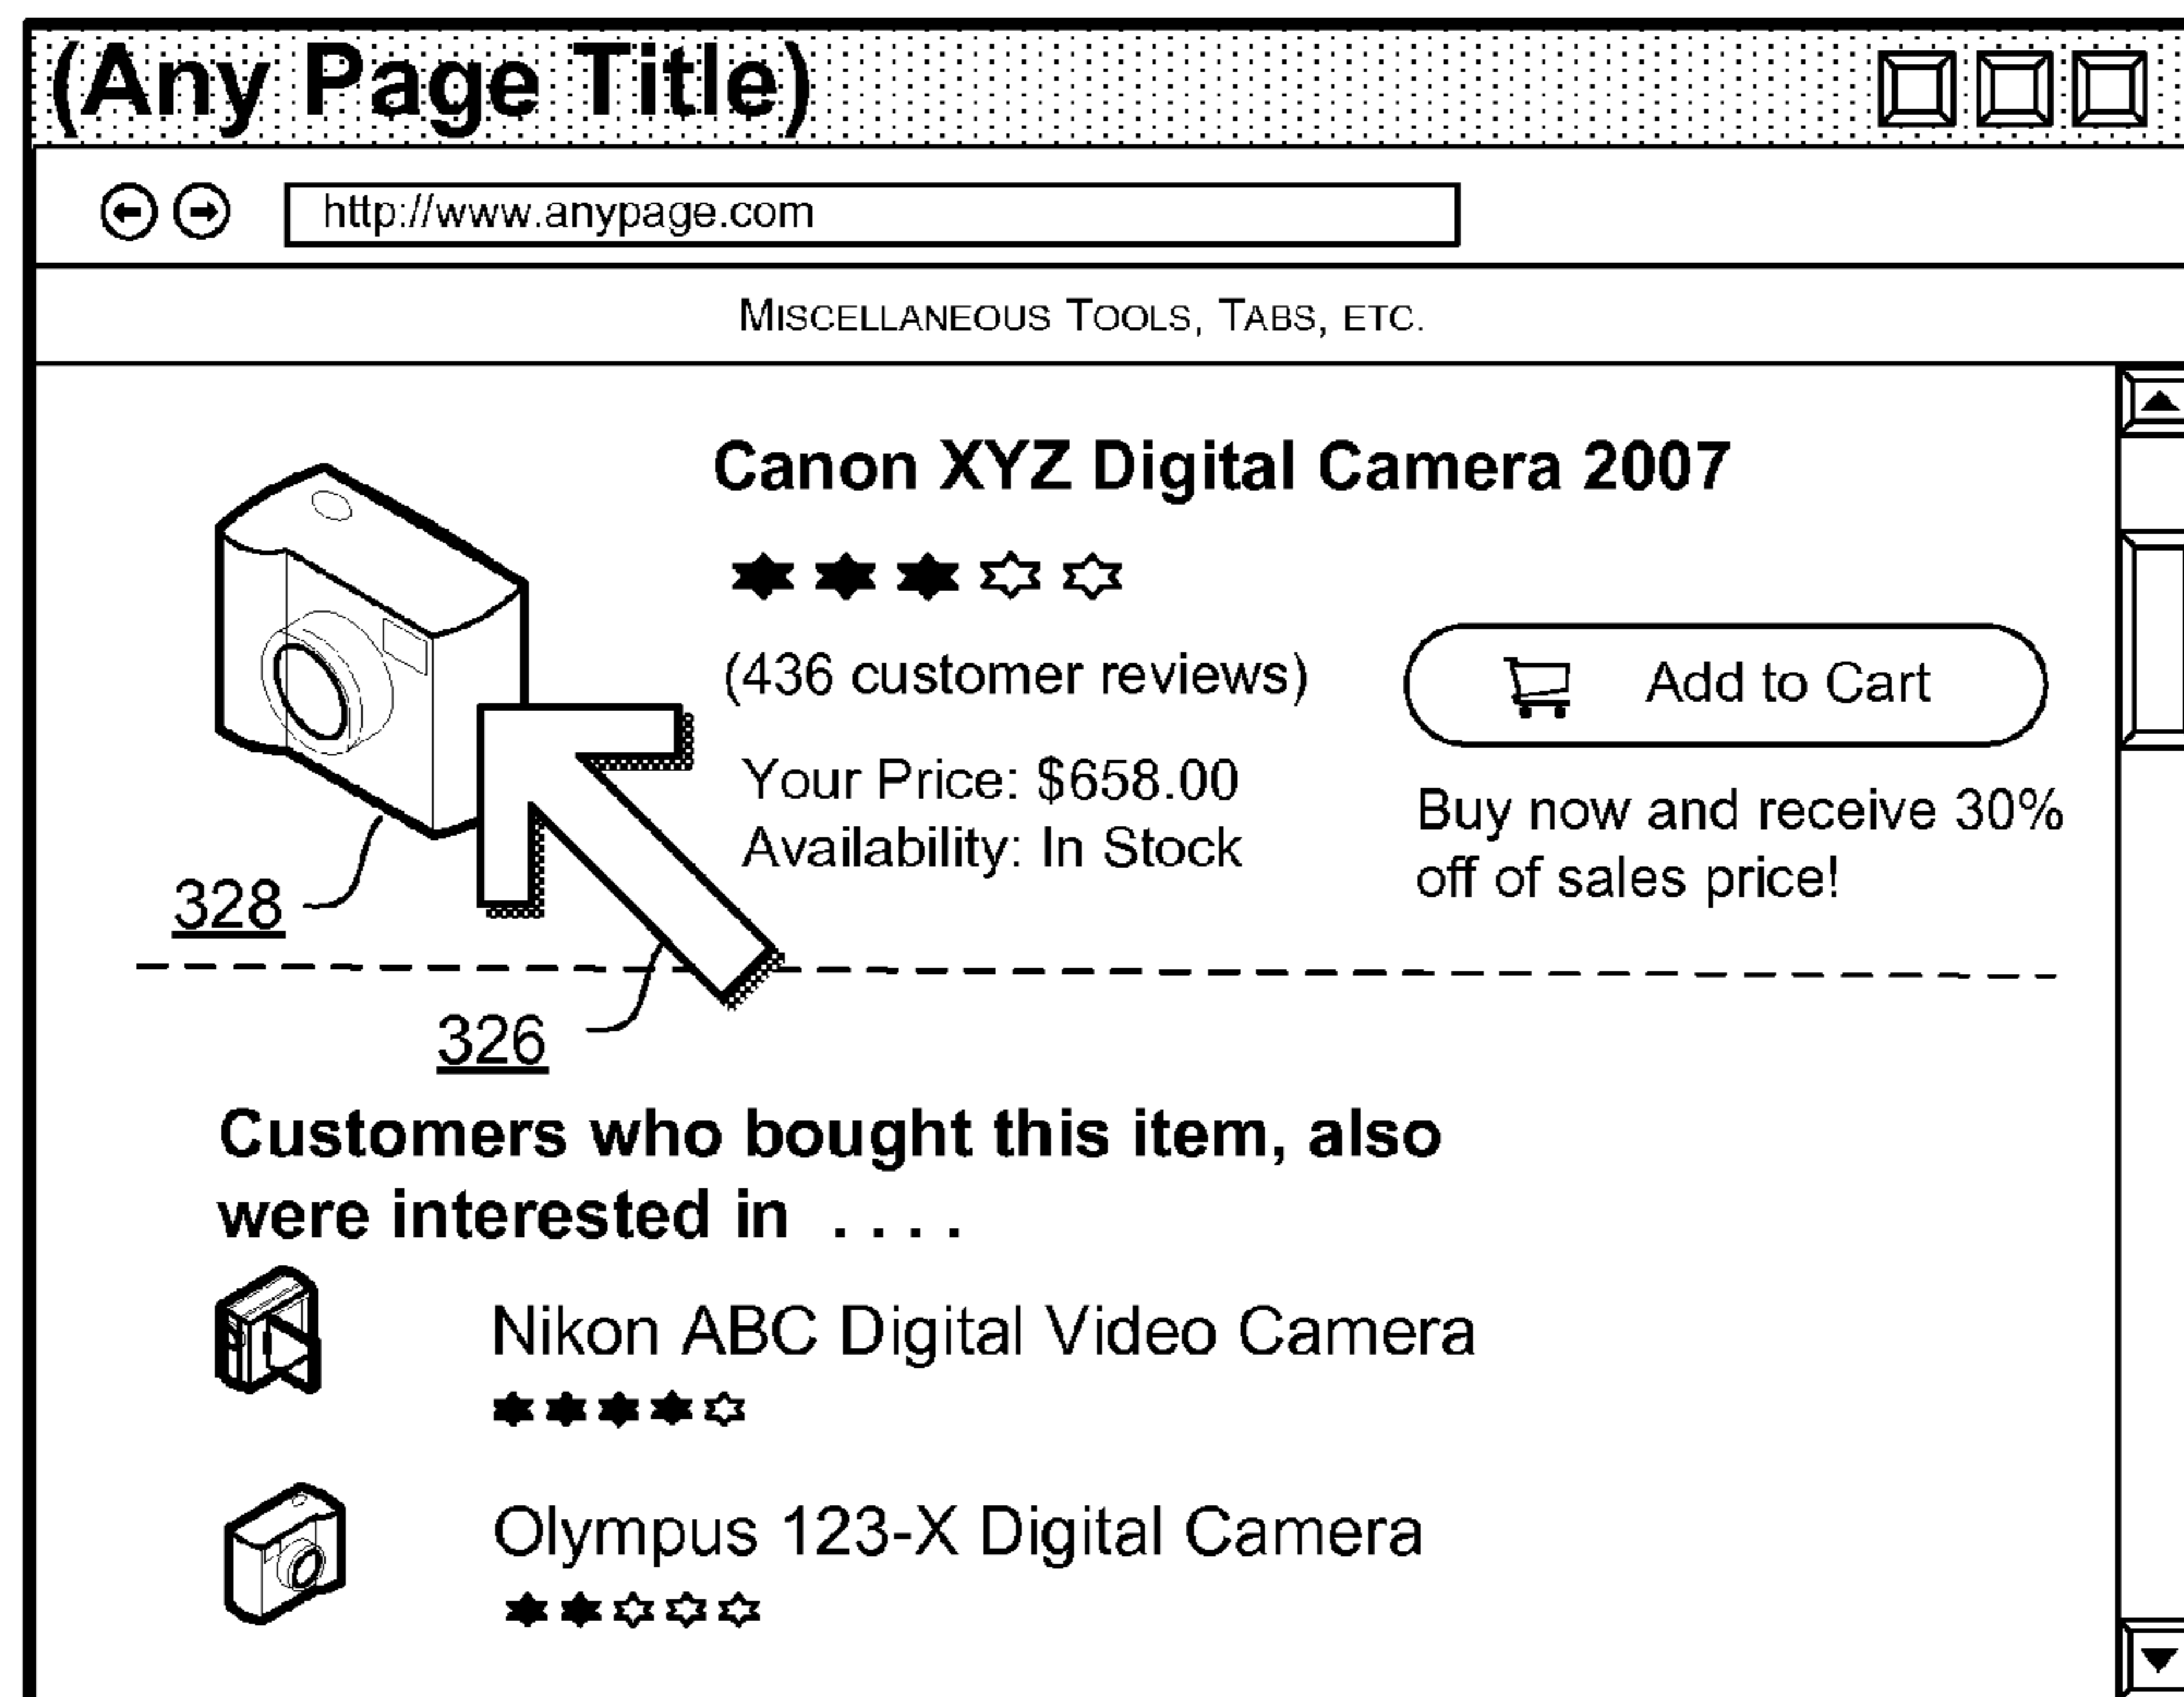 (Any Page Title)
http://www.anypage.com
Miscellaneous Tools, Tabs, etc.
Canon XYZ Digital Camera 2007
(436 customer reviews)
Add to Cart
Your Price: $658.00
Availability: In Stock
Buy now and receive 30%
off of sales price!
328
326
Customers who bought this item, also
were interested in . . . .
Nikon ABC Digital Video Camera
Olympus 123-X Digital Camera